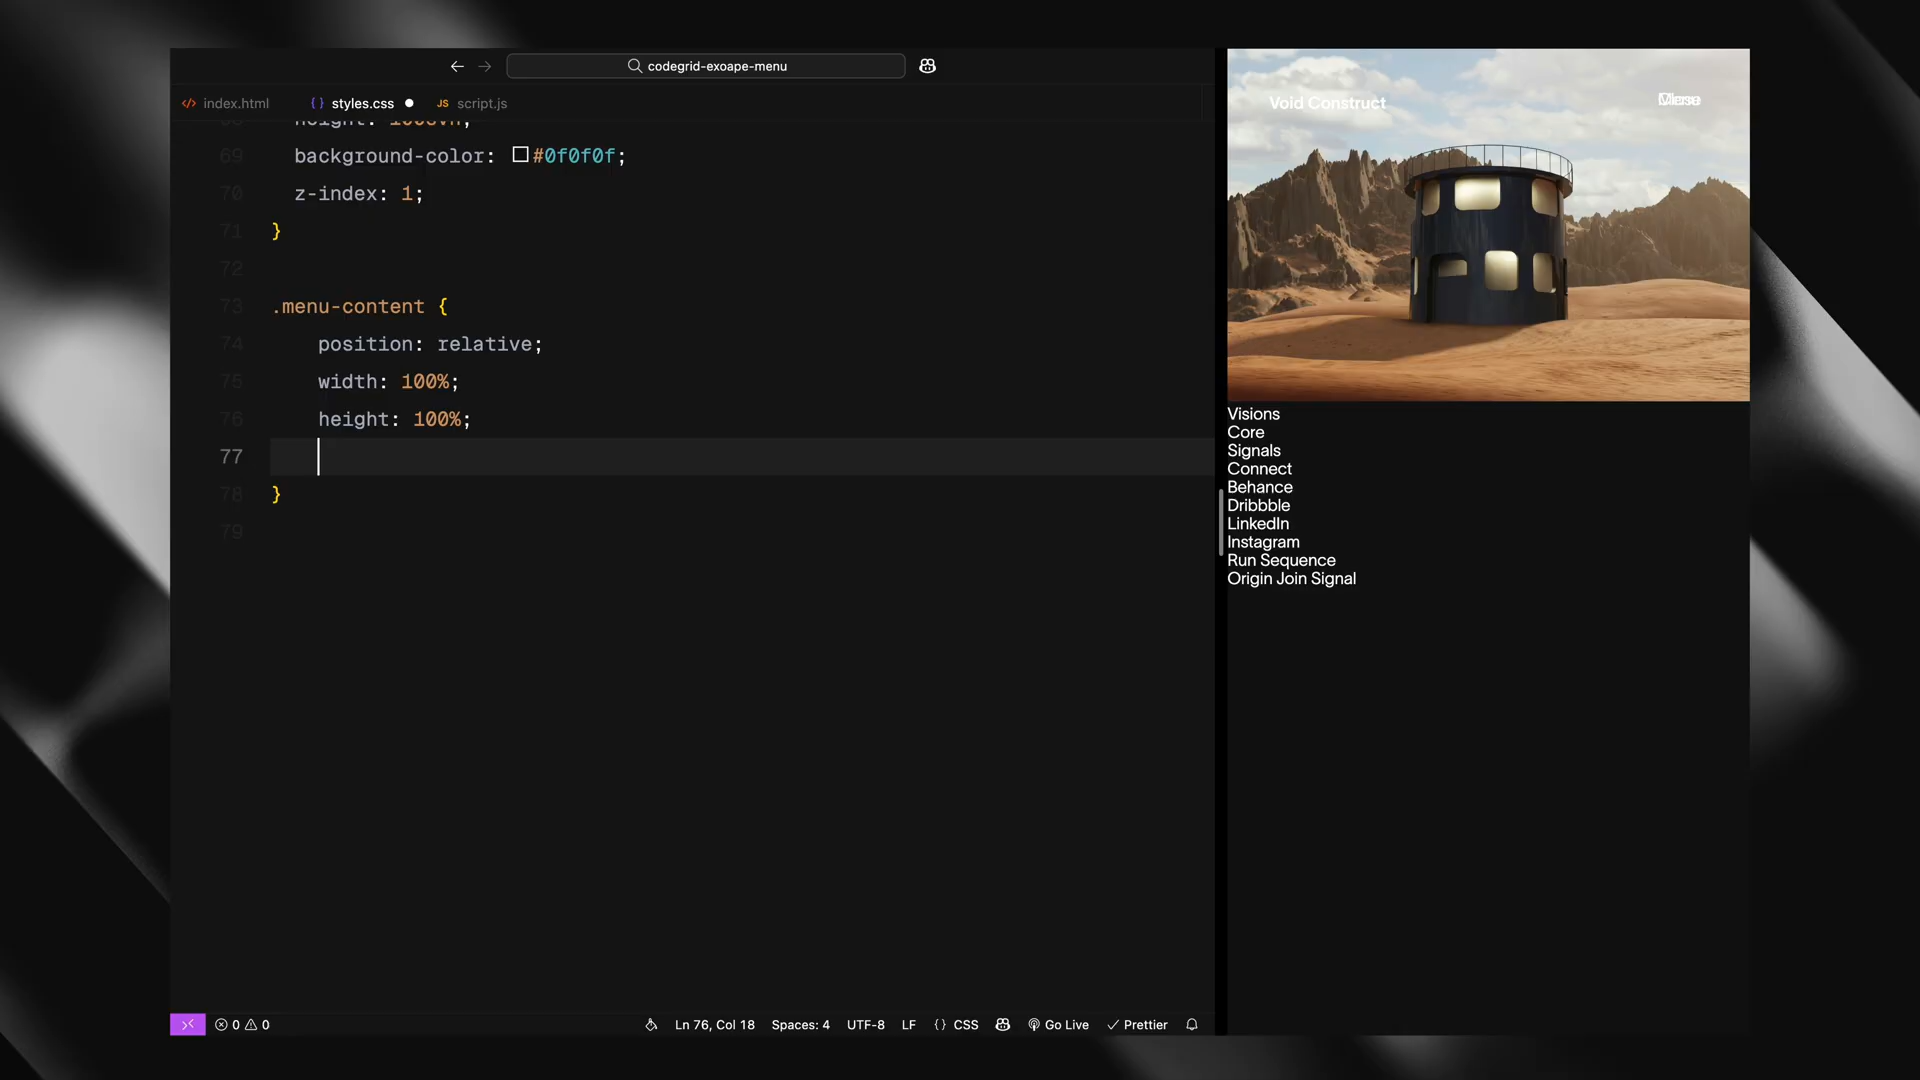 codegrid-exoape-menu
index.html
{ } styles.css
JS script.js
69 background-color: #0f0f0f;
70 z-index: 1;
71 }
72
73 .menu-content {
74 position: relative;
75 width: 100%;
76 height: 100%;
77
78 }
79
0 0
Ln 76, Col 18
Spaces: 4
UTF-8
LF
{ } CSS
Go Live
Prettier
Void Construct
Visions
Core
Signals
Connect
Behance
Dribbble
LinkedIn
Instagram
Run Sequence
Origin Join Signal